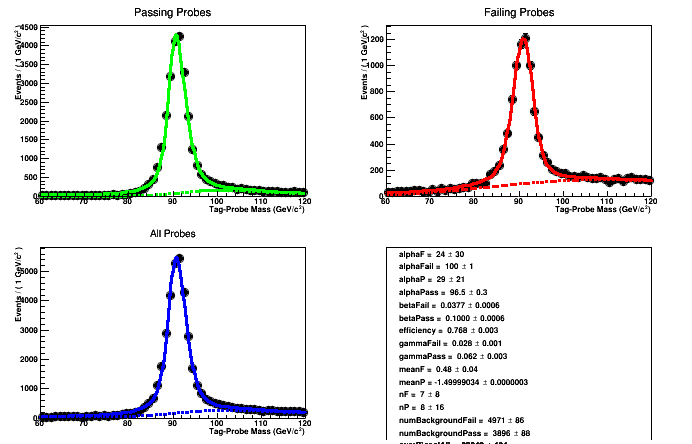 Passing Probes
Events / ( 1 GeV/c²)
4500
4000
3500
3000
2500
2000
1500
1000
500
0
60 70 80 90 100 110 120
Tag-Probe Mass (GeV/c²)
Failing Probes
Events / ( 1 GeV/c²)
1200
1000
800
600
400
200
60 70 80 90 100 110 120
Tag-Probe Mass (GeV/c²)
All Probes
Events / ( 1 GeV/c²)
5000
4000
3000
2000
1000
0
60 70 80 90 100 110 120
Tag-Probe Mass (GeV/c²)
alphaF = 24 ± 30
alphaFail = 100 ± 1
alphaP = 29 ± 21
alphaPass = 96.5 ± 0.3
betaFail = 0.0377 ± 0.0006
betaPass = 0.1000 ± 0.0006
efficiency = 0.768 ± 0.003
gammaFail = 0.028 ± 0.001
gammaPass = 0.062 ± 0.003
meanF = 0.48 ± 0.04
meanP = -1.49999034 ± 0.0000003
nF = 7 ± 8
nP = 8 ± 16
numBackgroundFail = 4971 ± 86
numBackgroundPass = 3896 ± 88